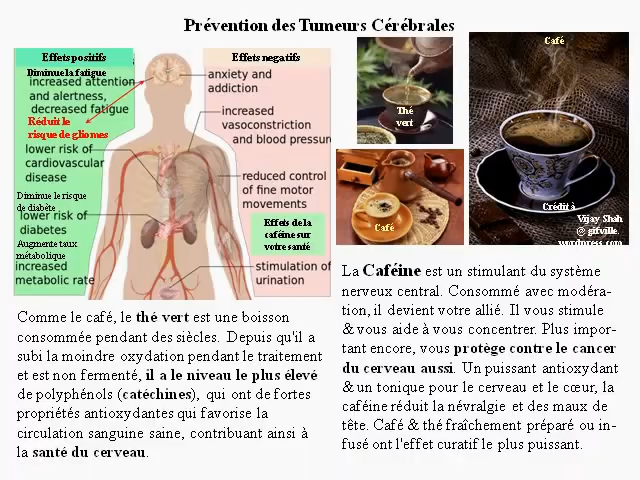 Prévention des Tumeurs Cérébrales
Effets positifs
Effets negatifs
Diminue la fatigue
increased attention
and alertness,
decreased fatigue
Réduit le
risque de gliomes
lower risk of
cardiovascular
disease
Diminue le risque
de diabète
lower risk of
diabetes
Augmente taux
métabolique
increased
metabolic rate
anxiety and
addiction
increased
vasoconstriction
and blood pressure
reduced control
of fine motor
movements
Effets de la
caféine sur
votre santé
stimulation of
urination
Thé
vert
Café
Café
Crédit à
Vijay Shah
@ gifville.
wordpress.com
Comme le café, le thé vert est une boisson
consommée pendant des siècles. Depuis qu'il a
subi la moindre oxydation pendant le traitement
et est non fermenté, il a le niveau le plus élevé
de polyphénols (catéchines), qui ont de fortes
propriétés antioxydantes qui favorise la
circulation sanguine saine, contribuant ainsi à
la santé du cerveau.
La Caféine est un stimulant du système
nerveux central. Consommé avec modéra-
tion, il devient votre allié. Il vous stimule
& vous aide à vous concentrer. Plus impor-
tant encore, vous protège contre le cancer
du cerveau aussi. Un puissant antioxydant
& un tonique pour le cerveau et le cœur, la
caféine réduit la névralgie et des maux de
tête. Café & thé fraîchement préparé ou in-
fusé ont l'effet curatif le plus puissant.